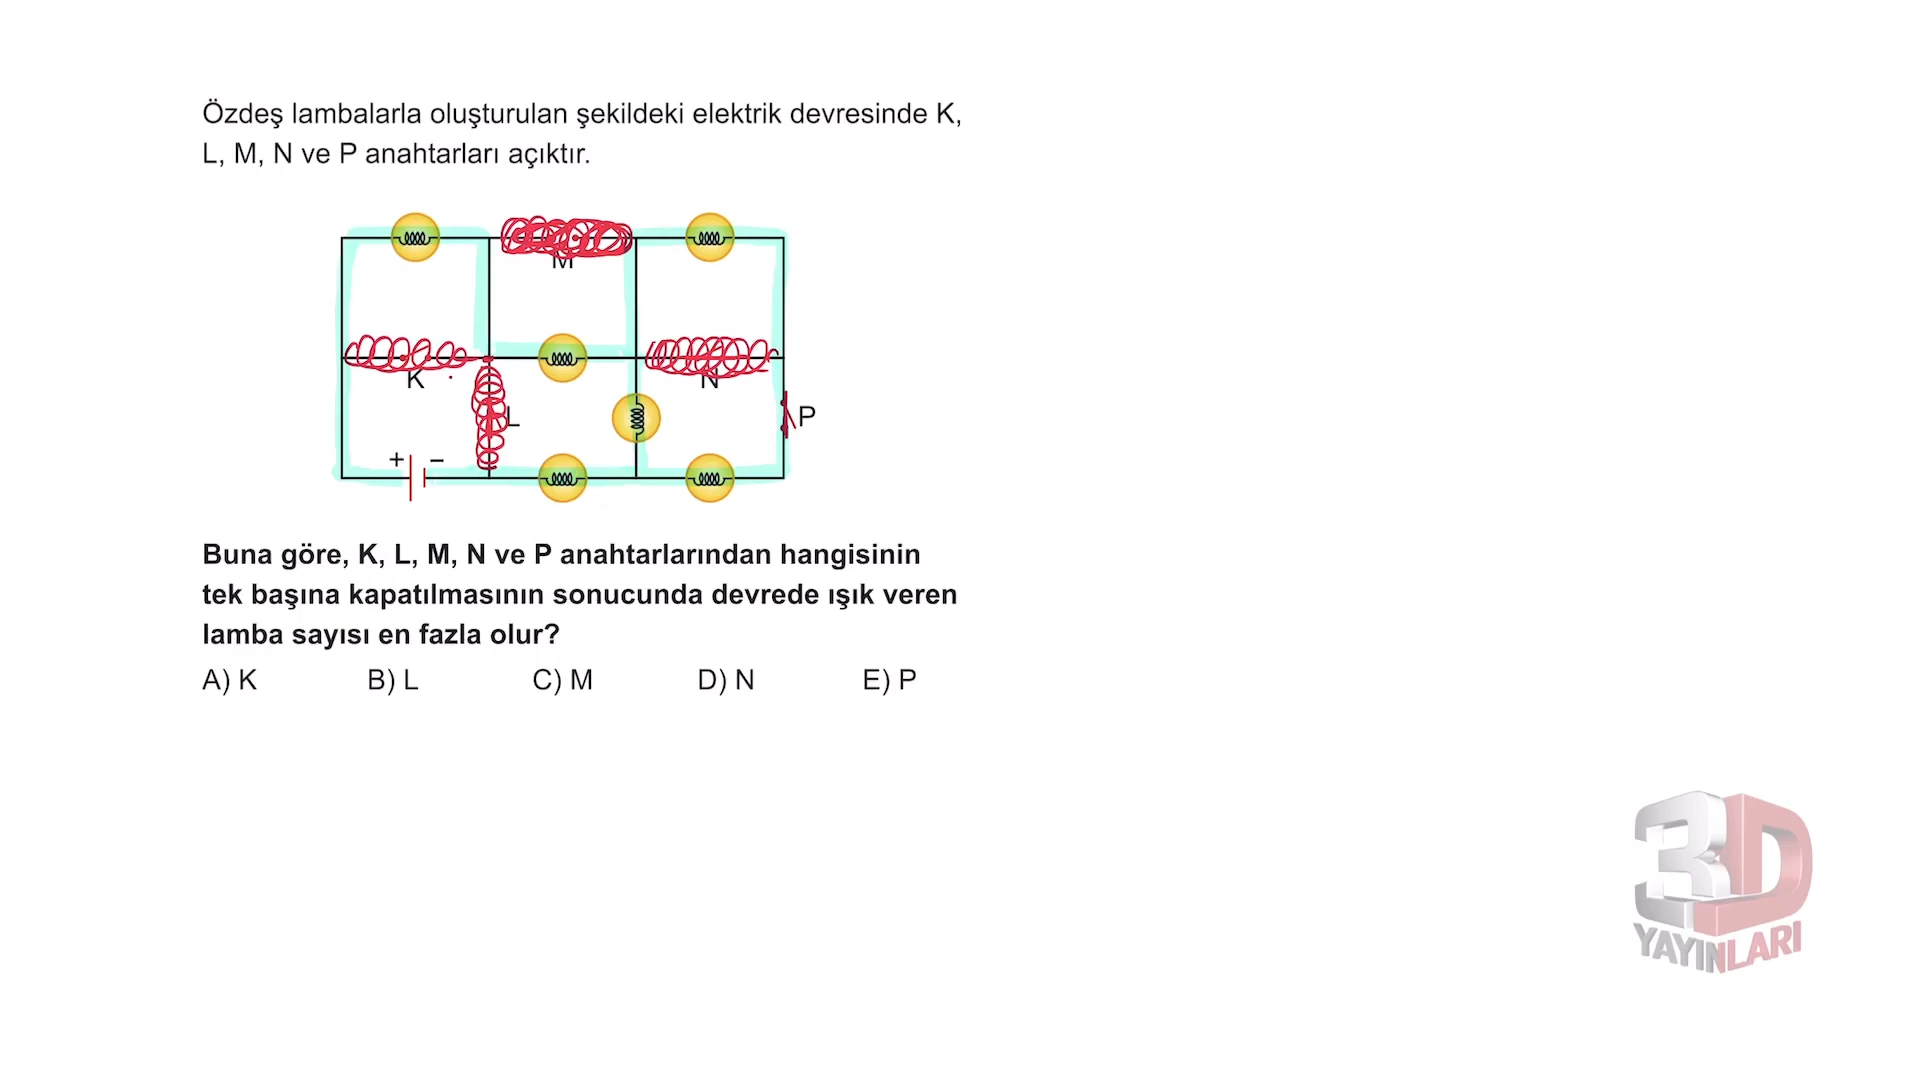 Özdeş lambalarla oluşturulan şekildeki elektrik devresinde K,
L, M, N ve P anahtarları açıktır.
M
K
N
L
P
+ –
Buna göre, K, L, M, N ve P anahtarlarından hangisinin
tek başına kapatılmasının sonucunda devrede ışık veren
lamba sayısı en fazla olur?
A) K B) L C) M D) N E) P
3D
YAYINLARI